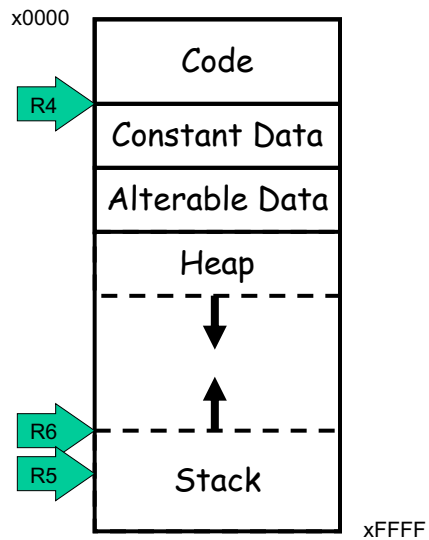 x0000
Code
R4
Constant Data
Alterable Data
Heap
R6
R5
Stack
xFFFF